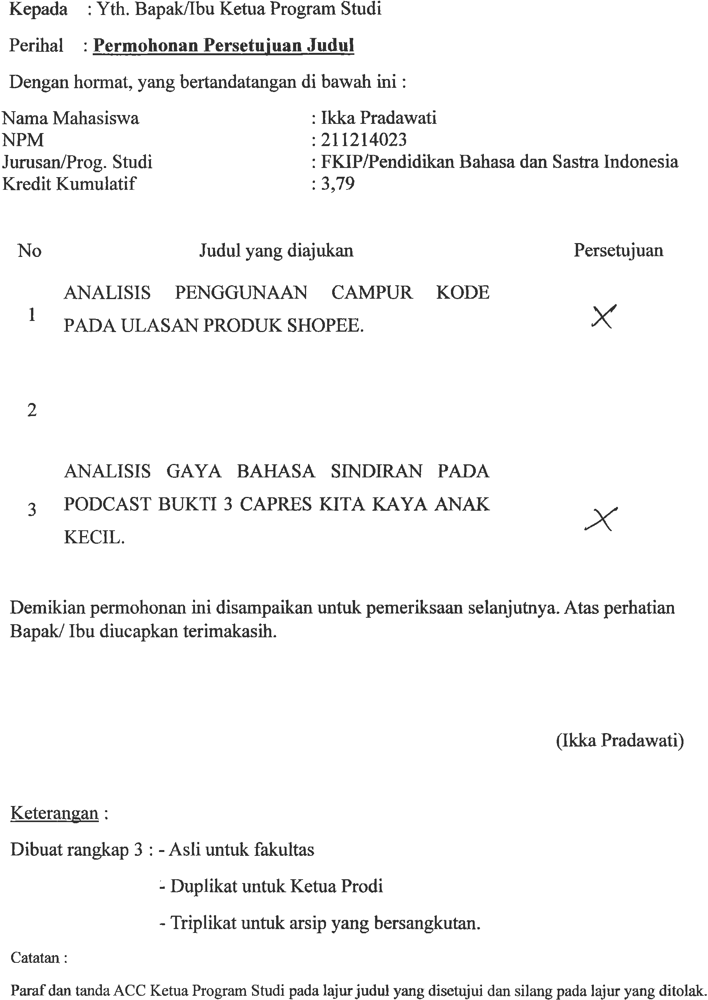 Kepada : Yth. Bapak/Ibu Ketua Program Studi
Perihal : Permohonan Persetujuan Judul
Dengan hormat, yang bertandatangan di bawah ini :
Nama Mahasiswa : Ikka Pradawati
NPM : 211214023
Jurusan/Prog. Studi : FKIP/Pendidikan Bahasa dan Sastra Indonesia
Kredit Kumulatif : 3,79
No Judul yang diajukan Persetujuan
ANALISIS PENGGUNAAN CAMPUR KODE
1
PADA ULASAN PRODUK SHOPEE.
2
ANALISIS GAYA BAHASA SINDIRAN PADA
3 PODCAST BUKTI 3 CAPRES KITA KAYA ANAK
KECIL.
Demikian permohonan ini disampaikan untuk pemeriksaan selanjutnya. Atas perhatian
Bapak/ Ibu diucapkan terimakasih.
(Ikka Pradawati)
Keterangan :
Dibuat rangkap 3 : - Asli untuk fakultas
- Duplikat untuk Ketua Prodi
- Triplikat untuk arsip yang bersangkutan.
Catatan :
Paraf dan tanda ACC Ketua Program Studi pada lajur judul yang disetujui dan silang pada lajur yang ditolak.